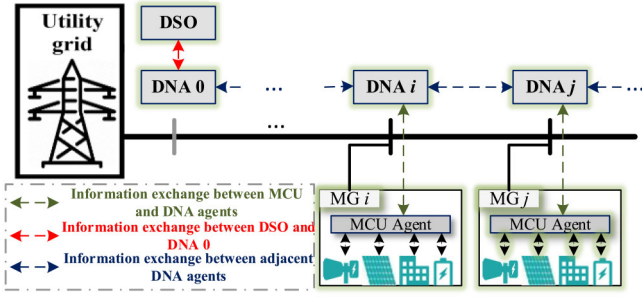 Utility
grid
DSO
DNA 0
...
DNA i
DNA j
...
...
MG i
MCU Agent
MG j
MCU Agent
Information exchange between MCU
and DNA agents
Information exchange between DSO and
DNA 0
Information exchange between adjacent
DNA agents